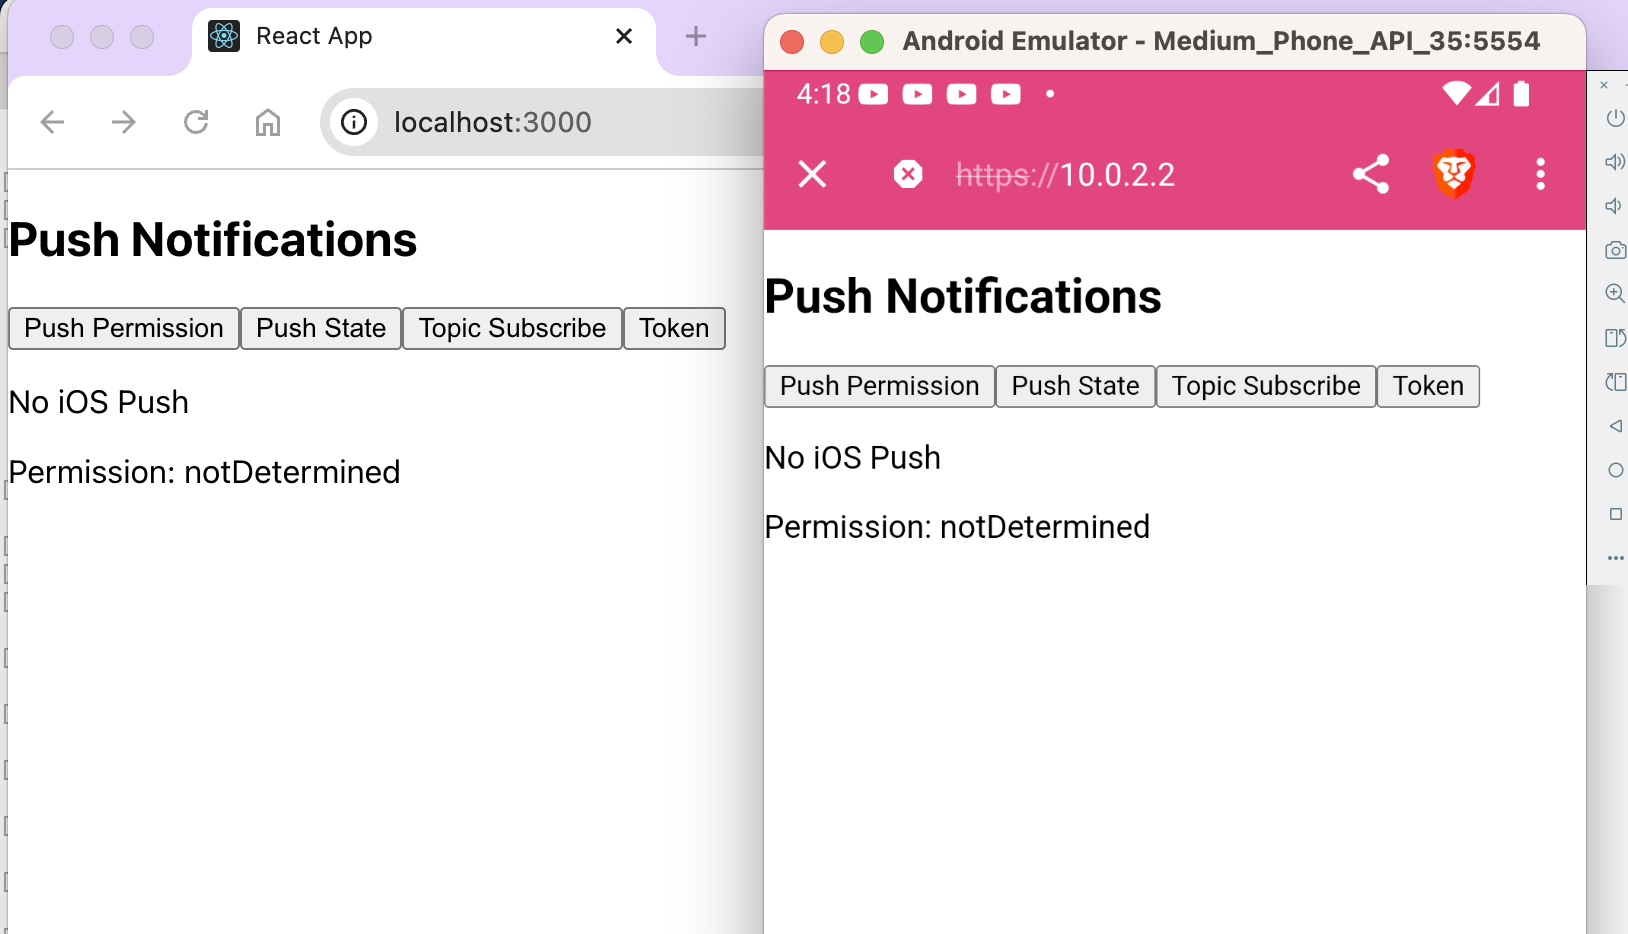 React App
localhost:3000
Push Notifications
Push Permission Push State Topic Subscribe Token
No iOS Push
Permission: notDetermined
Android Emulator - Medium_Phone_API_35:5554
4:18
https://10.0.2.2
Push Notifications
Push Permission Push State Topic Subscribe Token
No iOS Push
Permission: notDetermined